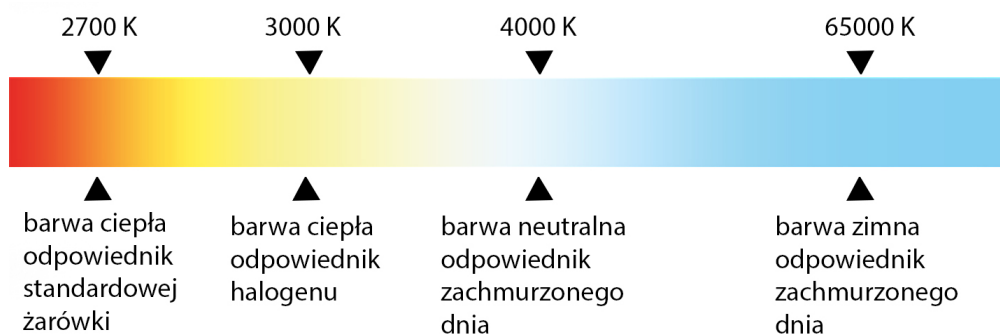 2700 K
3000 K
4000 K
65000 K
barwa ciepła
odpowiednik
standardowej
żarówki
barwa ciepła
odpowiednik
halogenu
barwa neutralna
odpowiednik
zachmurzonego
dnia
barwa zimna
odpowiednik
zachmurzonego
dnia